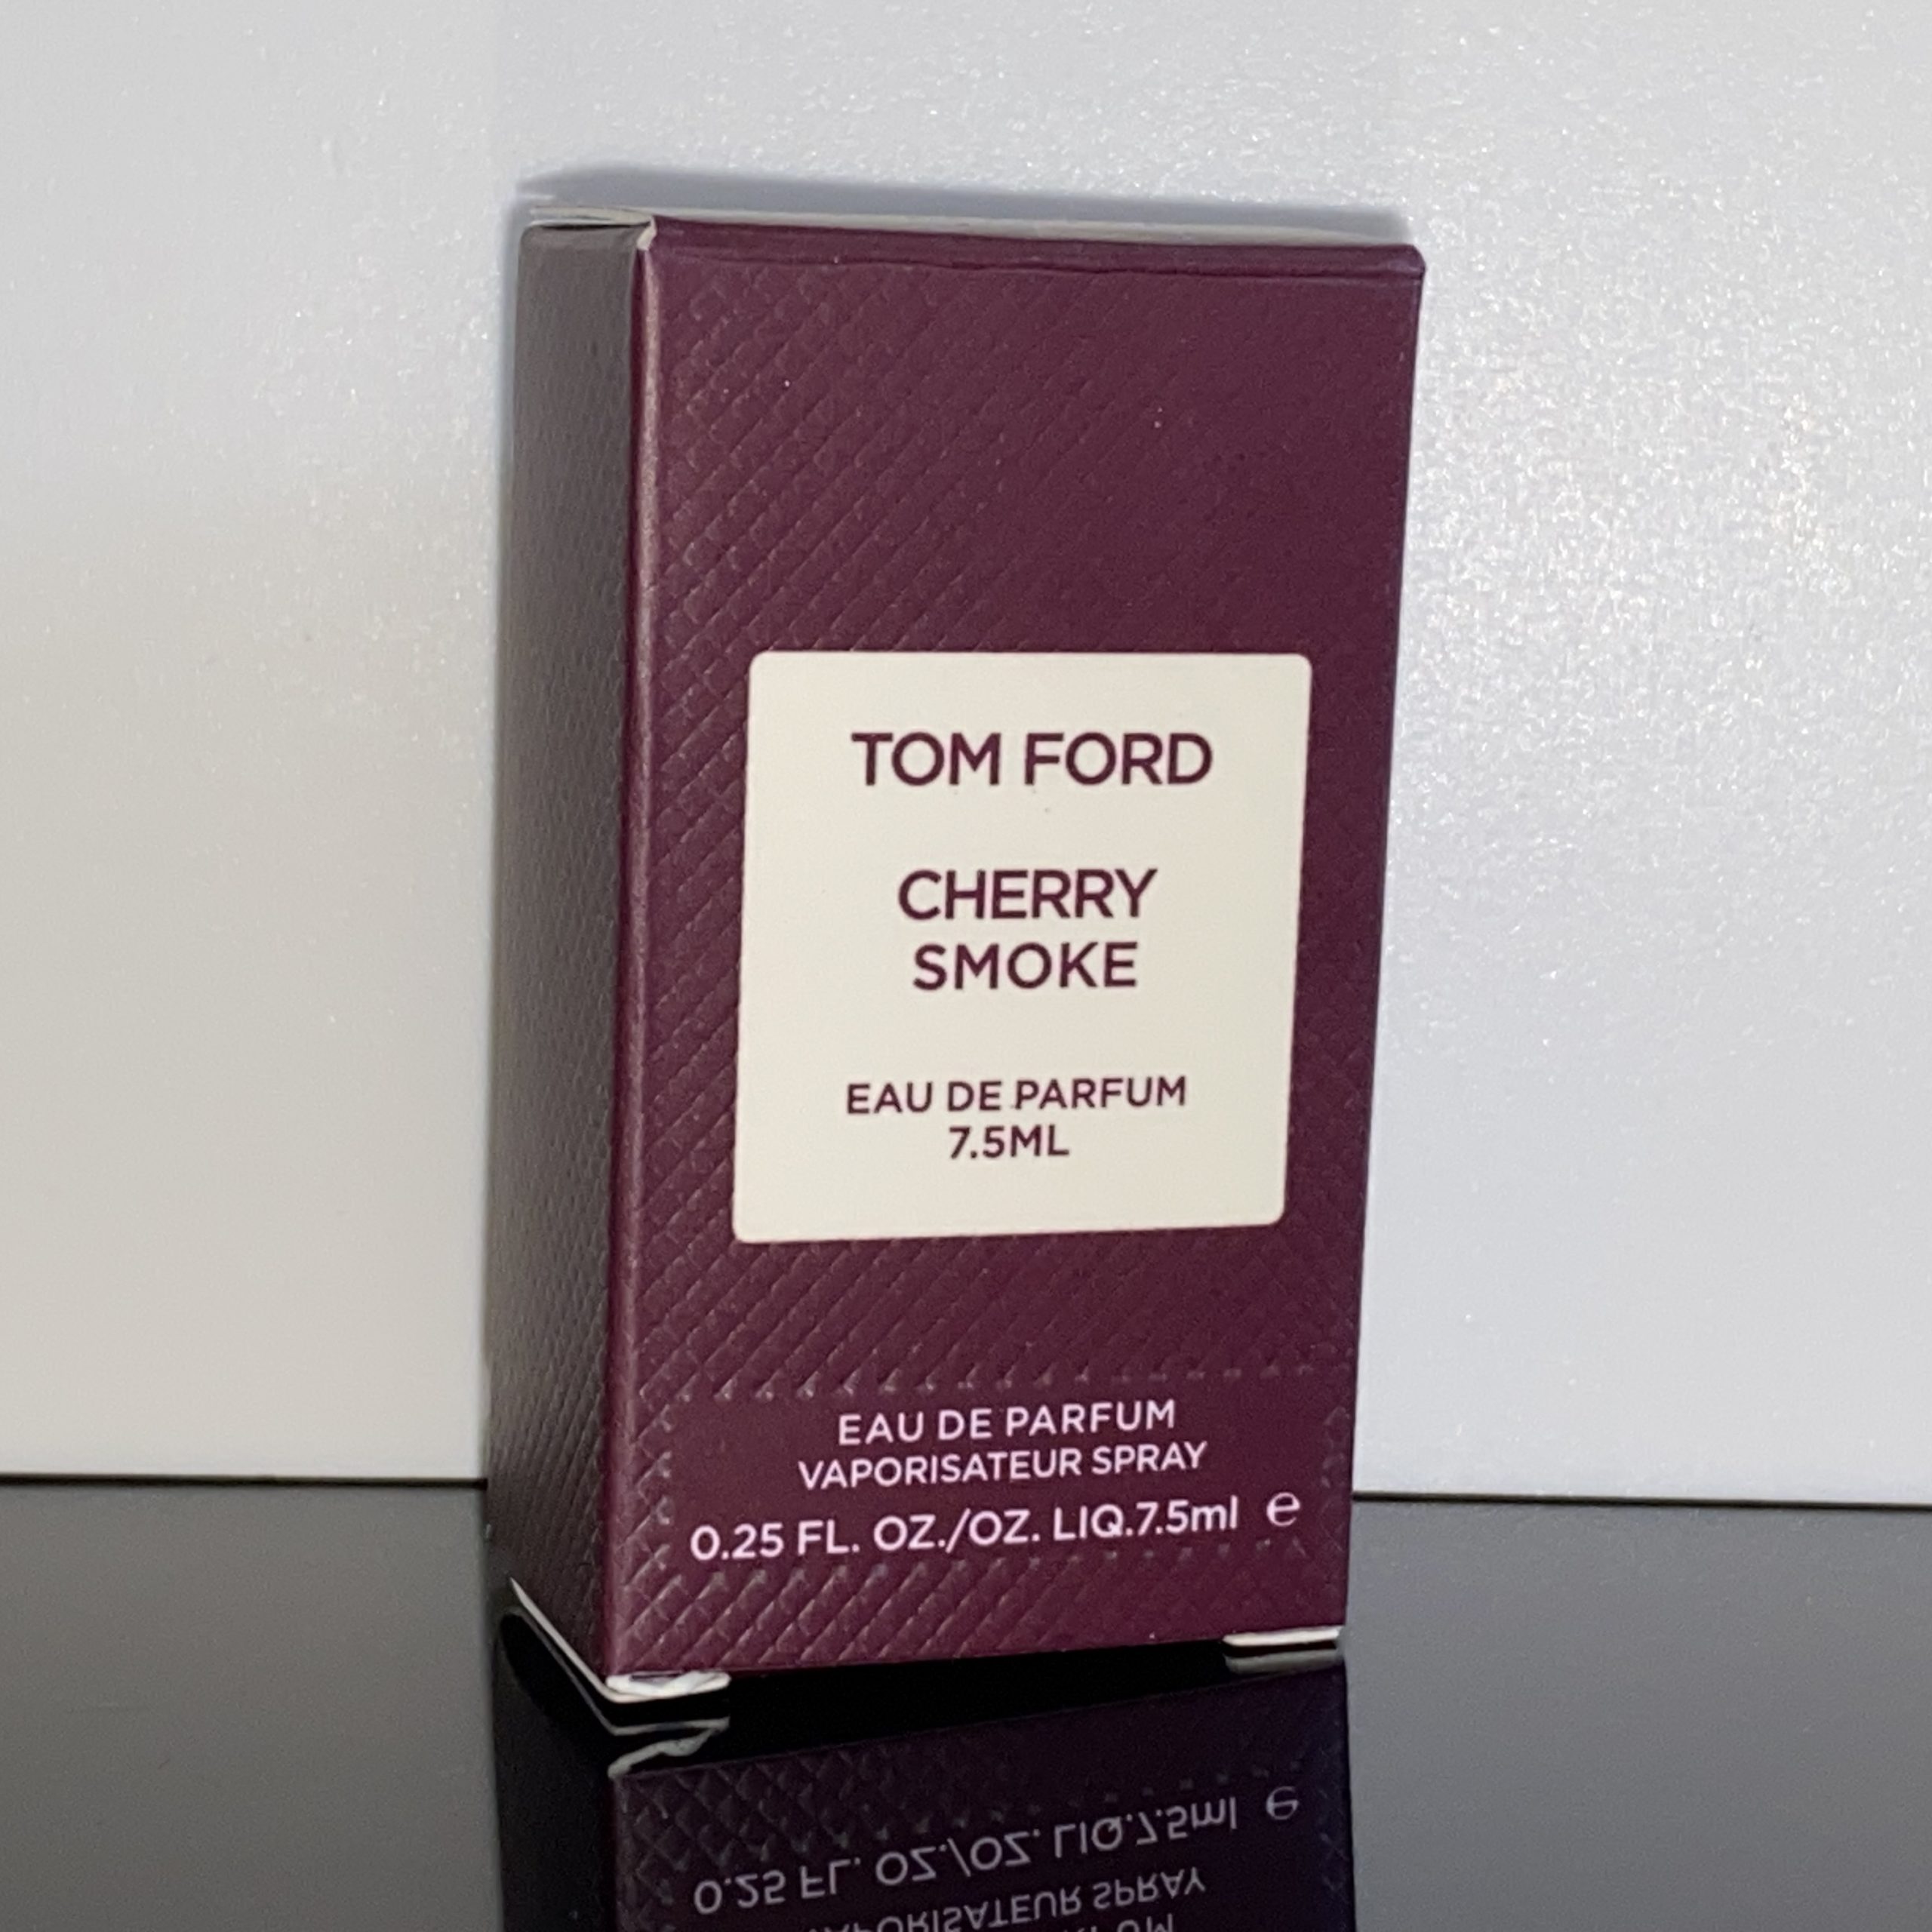 TOM FORD
CHERRY
SMOKE
EAU DE PARFUM
7.5ML
EAU DE PARFUM
VAPORISATEUR SPRAY
0.25 FL. OZ./OZ. LIQ.7.5ml e